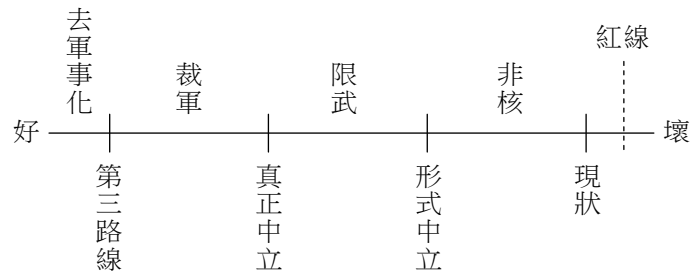 去軍事化
裁軍
限武
非核
紅線
好
壞
第三路線
真正中立
形式中立
現狀